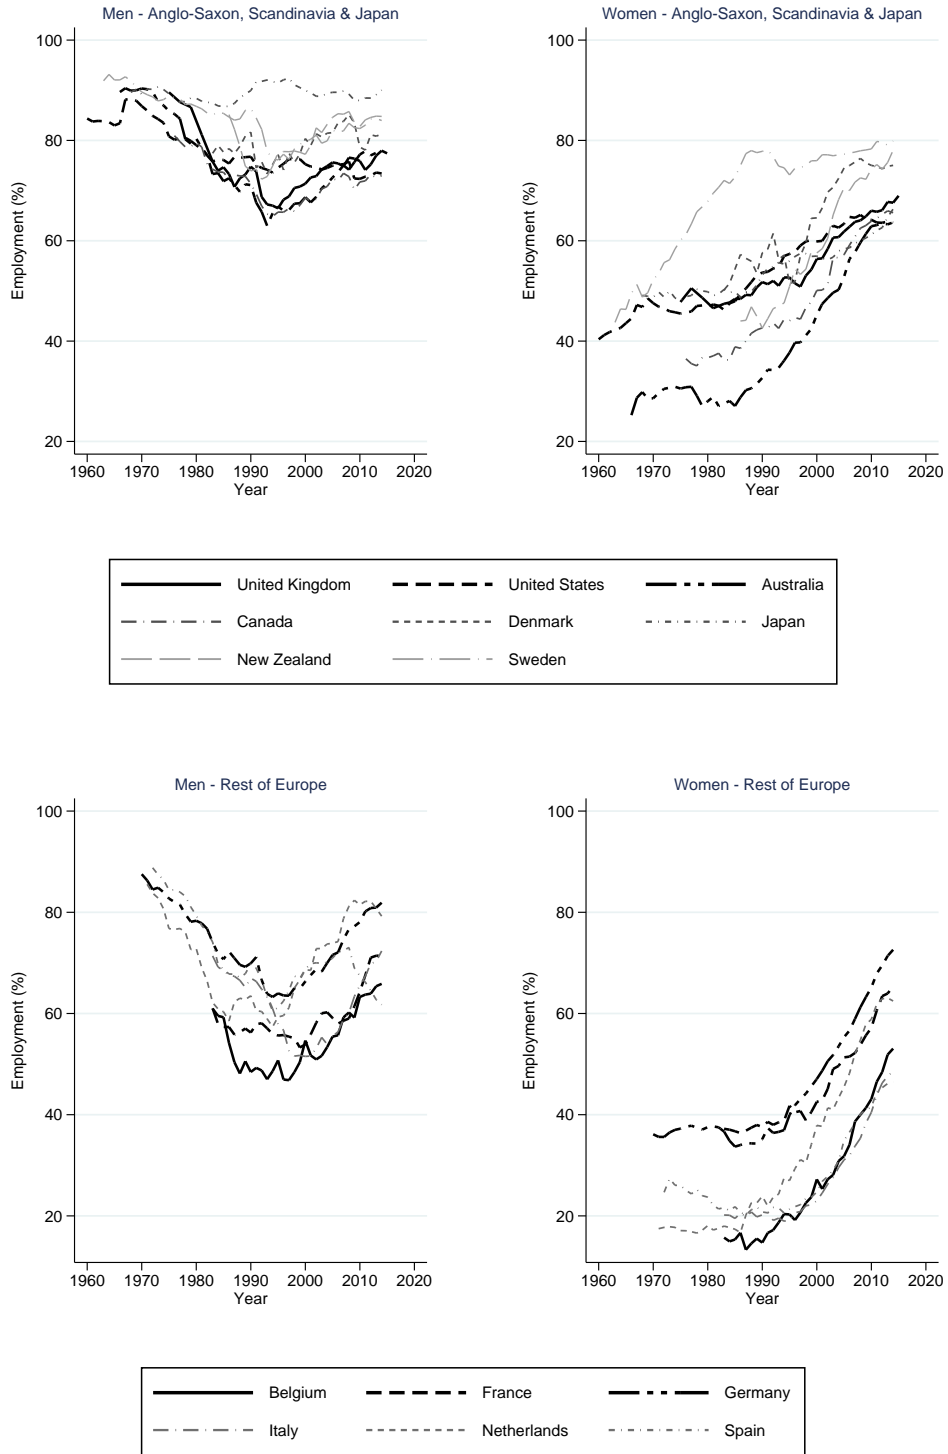 Men - Anglo-Saxon, Scandinavia & Japan
100
80
60
40
20
Employment (%)
1960 1970 1980 1990 2000 2010 2020
Year
Women - Anglo-Saxon, Scandinavia & Japan
100
80
60
40
20
Employment (%)
1960 1970 1980 1990 2000 2010 2020
Year
United Kingdom United States Australia
Canada Denmark Japan
New Zealand Sweden
Men - Rest of Europe
100
80
60
40
20
Employment (%)
1960 1970 1980 1990 2000 2010 2020
Year
Women - Rest of Europe
100
80
60
40
20
Employment (%)
1960 1970 1980 1990 2000 2010 2020
Year
Belgium France Germany
Italy Netherlands Spain